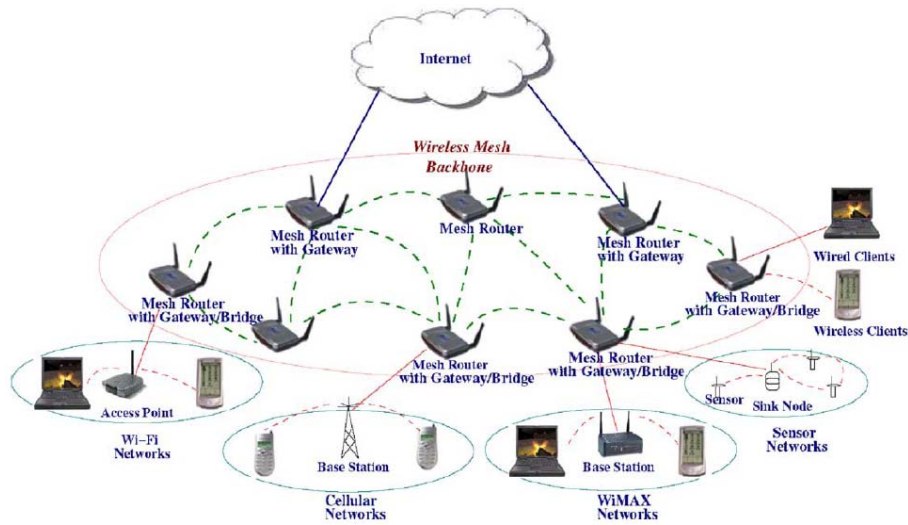 Internet
Wireless Mesh
Backbone
Mesh Router
with Gateway
Mesh Router
Mesh Router
with Gateway
Wired Clients
Mesh Router
with Gateway/Bridge
Mesh Router
with Gateway/Bridge
Wireless Clients
Mesh Router
with Gateway/Bridge
Mesh Router
with Gateway/Bridge
Access Point
Wi-Fi
Networks
Sensor
Sink Node
Sensor
Networks
Base Station
Cellular
Networks
Base Station
WiMAX
Networks